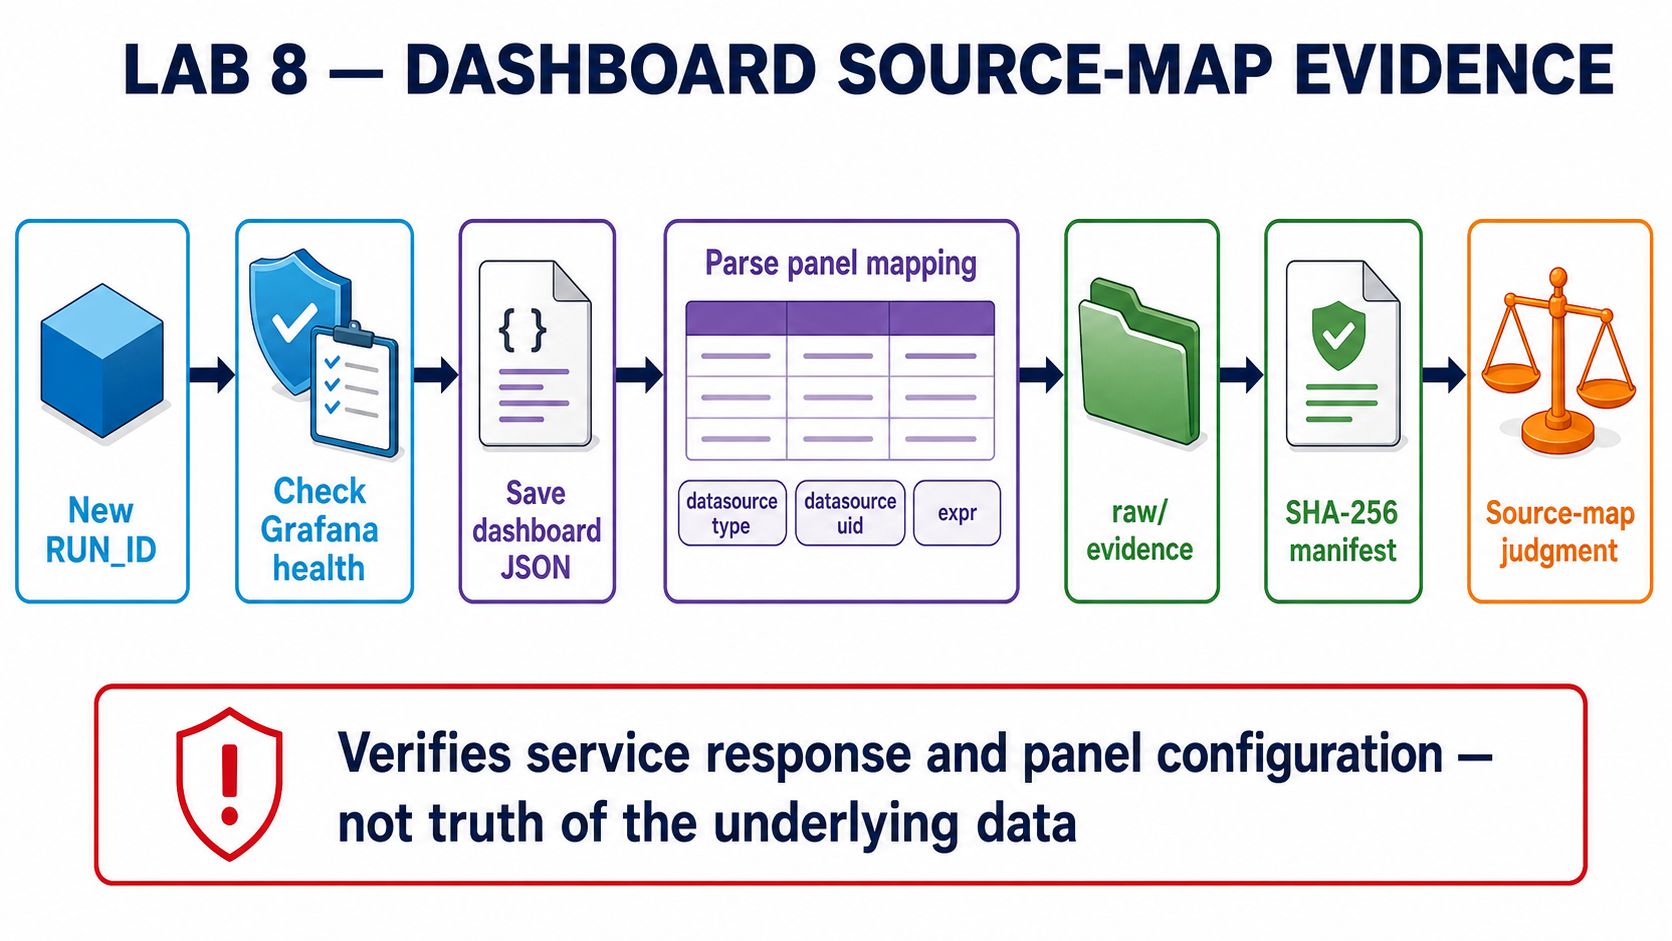 LAB 8 — DASHBOARD SOURCE-MAP EVIDENCE
New
RUN_ID
Check
Grafana
health
{ }
Save
dashboard
JSON
Parse panel mapping
datasource
type
datasource
uid
expr
raw/
evidence
SHA-256
manifest
Source-map
judgment
Verifies service response and panel configuration —
not truth of the underlying data